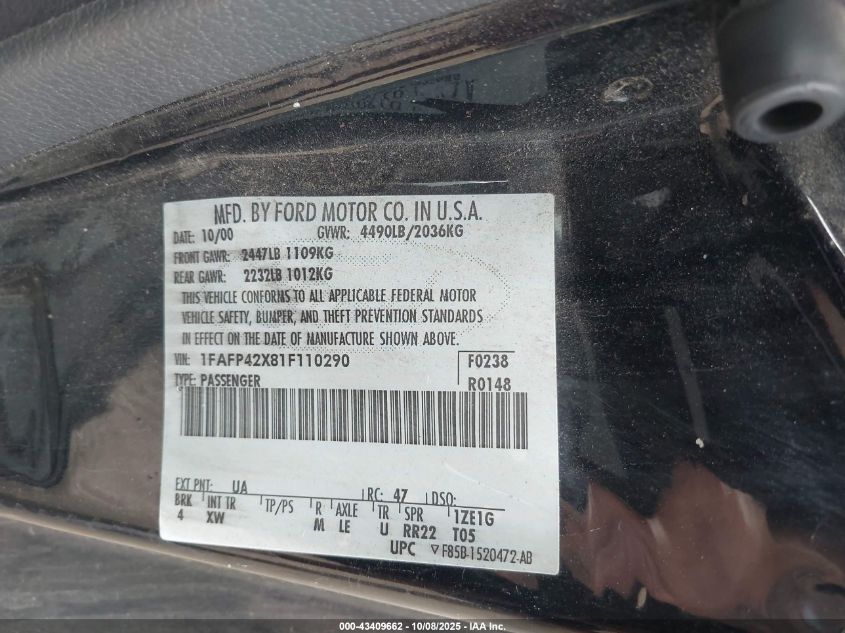 MFD. BY FORD MOTOR CO. IN U.S.A.
DATE: 10/00 GVWR: 4490LB/2036KG
FRONT GAWR: 2447LB 1109KG
REAR GAWR: 2232LB 1012KG
THIS VEHICLE CONFORMS TO ALL APPLICABLE FEDERAL MOTOR
VEHICLE SAFETY, BUMPER, AND THEFT PREVENTION STANDARDS
IN EFFECT ON THE DATE OF MANUFACTURE SHOWN ABOVE.
VIN: 1FAFP42X81F110290 F0238
TYPE: PASSENGER R0148
EXT PNT: UA RC: 47 DSO:
BRK INT TR TP/PS R AXLE TR SPR 1ZE1G
4 XW M LE U RR22 T05
UPC ▽F85B-1520472-AB
000-43409662 - 10/08/2025 - IAA Inc.